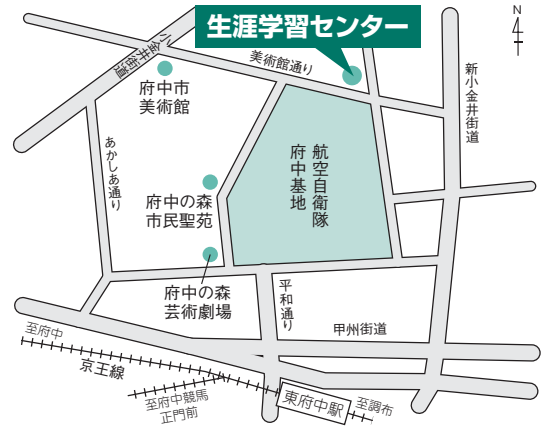 生涯学習センター
N
小金井街道
美術館通り
府中市
美術館
新小金井街道
あかしあ通り
航空自衛隊
府中基地
府中の森
市民聖苑
府中の森
芸術劇場
平和通り
甲州街道
至府中
京王線
至府中競馬
正門前
東府中駅
至調布